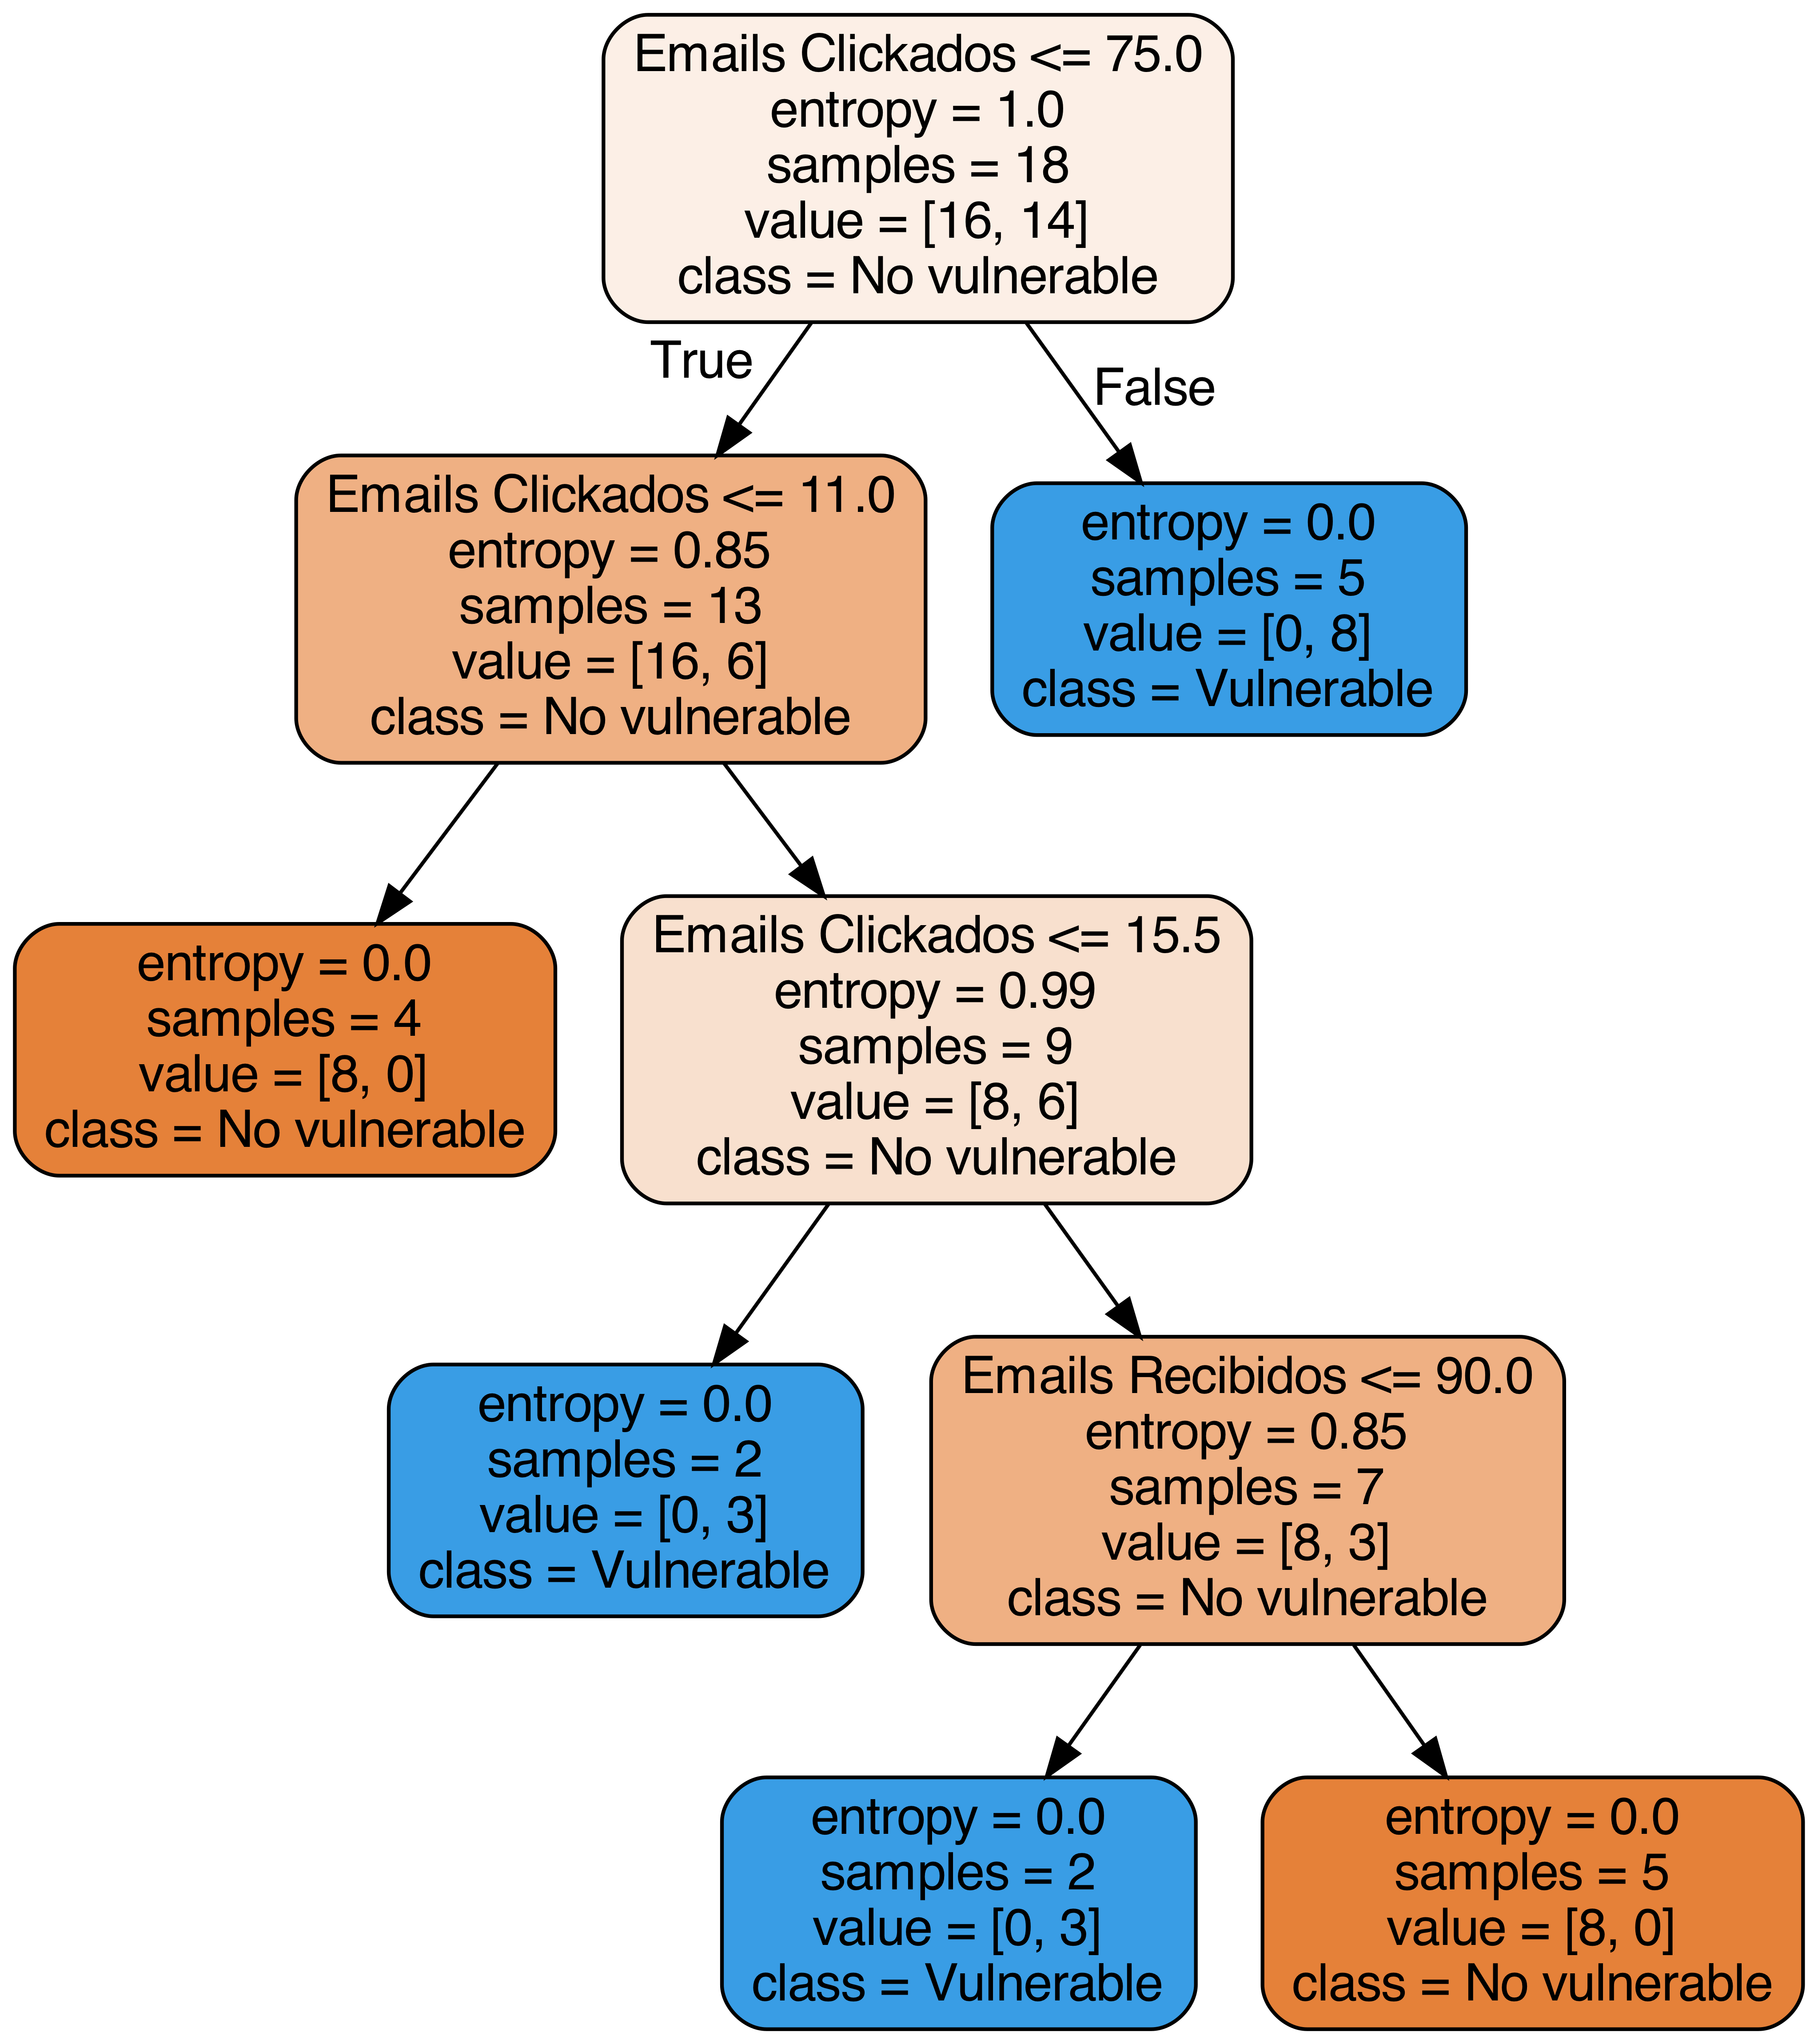 Emails Clickados <= 75.0
entropy = 1.0
samples = 18
value = [16, 14]
class = No vulnerable
True
False
Emails Clickados <= 11.0
entropy = 0.85
samples = 13
value = [16, 6]
class = No vulnerable
entropy = 0.0
samples = 5
value = [0, 8]
class = Vulnerable
entropy = 0.0
samples = 4
value = [8, 0]
class = No vulnerable
Emails Clickados <= 15.5
entropy = 0.99
samples = 9
value = [8, 6]
class = No vulnerable
entropy = 0.0
samples = 2
value = [0, 3]
class = Vulnerable
Emails Recibidos <= 90.0
entropy = 0.85
samples = 7
value = [8, 3]
class = No vulnerable
entropy = 0.0
samples = 2
value = [0, 3]
class = Vulnerable
entropy = 0.0
samples = 5
value = [8, 0]
class = No vulnerable